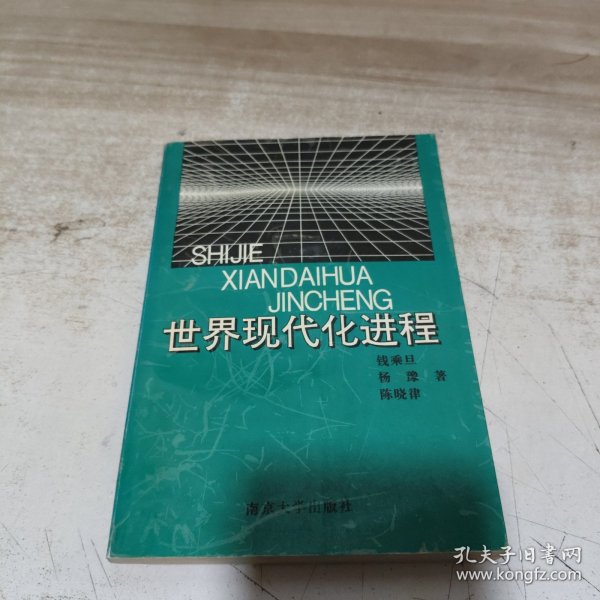 SHIJIE
XIANDAIHUA
JINCHENG
世界现代化进程
钱乘旦
杨 豫 著
陈晓律
南京大学出版社
孔夫子旧书网
www.kongfz.com